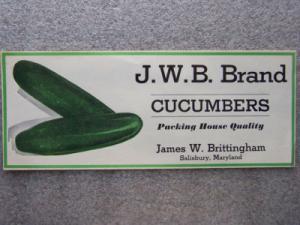 J.W.B. Brand
CUCUMBERS
Packing House Quality
James W. Brittingham
Salisbury, Maryland